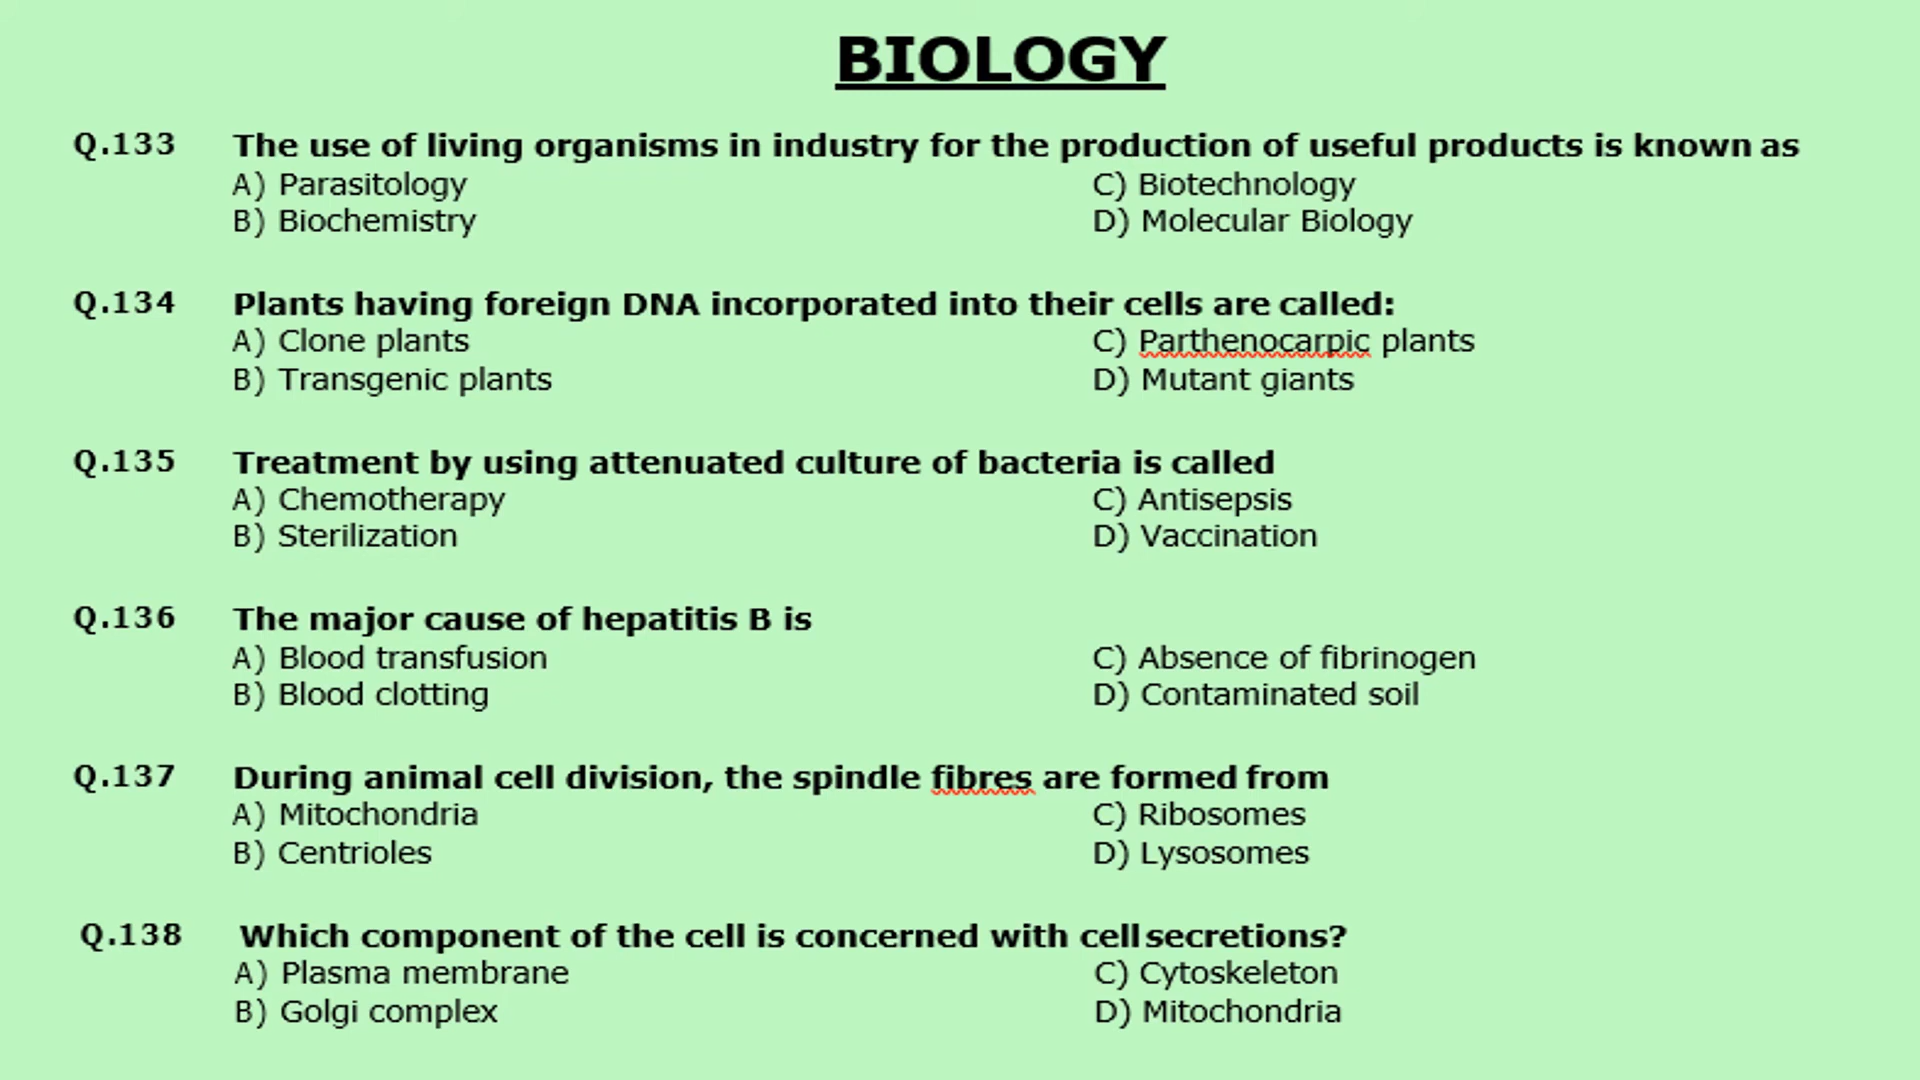 BIOLOGY
Q.133 The use of living organisms in industry for the production of useful products is known as
A) Parasitology C) Biotechnology
B) Biochemistry D) Molecular Biology
Q.134 Plants having foreign DNA incorporated into their cells are called:
A) Clone plants C) Parthenocarpic plants
B) Transgenic plants D) Mutant giants
Q.135 Treatment by using attenuated culture of bacteria is called
A) Chemotherapy C) Antisepsis
B) Sterilization D) Vaccination
Q.136 The major cause of hepatitis B is
A) Blood transfusion C) Absence of fibrinogen
B) Blood clotting D) Contaminated soil
Q.137 During animal cell division, the spindle fibres are formed from
A) Mitochondria C) Ribosomes
B) Centrioles D) Lysosomes
Q.138 Which component of the cell is concerned with cell secretions?
A) Plasma membrane C) Cytoskeleton
B) Golgi complex D) Mitochondria